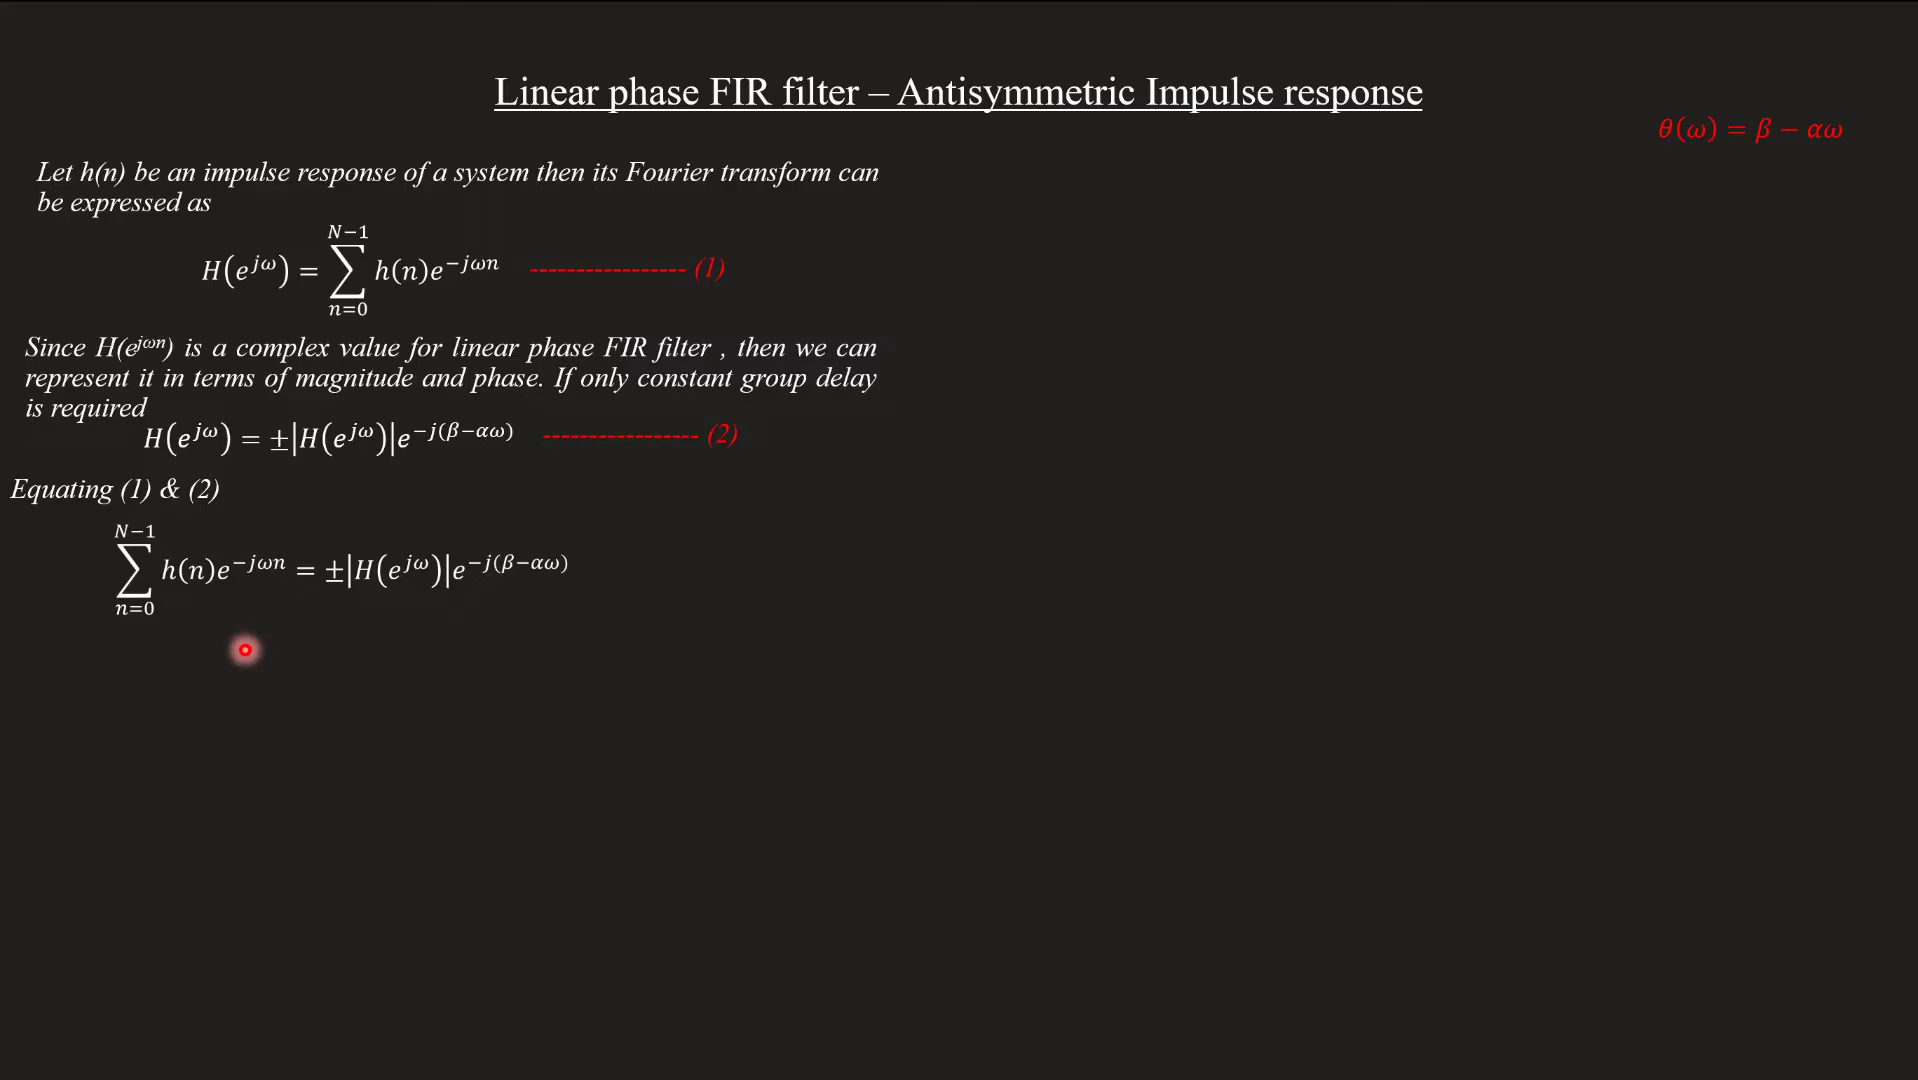 Linear phase FIR filter – Antisymmetric Impulse response
θ(ω) = β − αω
Let h(n) be an impulse response of a system then its Fourier transform can
be expressed as
H(e^{jω}) = ∑_{n=0}^{N−1} h(n)e^{−jωn} ----------------- (1)
Since H(e^{jωn}) is a complex value for linear phase FIR filter , then we can
represent it in terms of magnitude and phase. If only constant group delay
is required
H(e^{jω}) = ±|H(e^{jω})|e^{−j(β−αω)} ----------------- (2)
Equating (1) & (2)
∑_{n=0}^{N−1} h(n)e^{−jωn} = ±|H(e^{jω})|e^{−j(β−αω)}